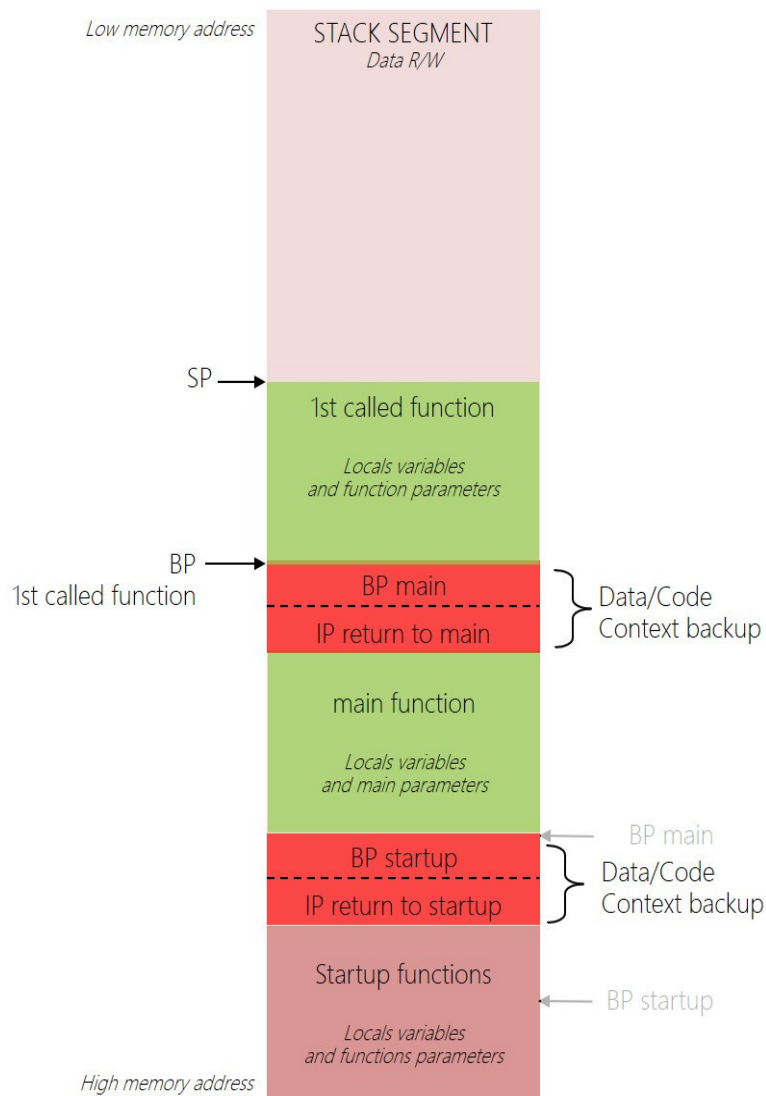 Low memory address
STACK SEGMENT
Data R/W
SP
1st called function
Locals variables
and function parameters
BP
1st called function
BP main
IP return to main
Data/Code
Context backup
main function
Locals variables
and main parameters
BP main
BP startup
IP return to startup
Data/Code
Context backup
Startup functions
BP startup
Locals variables
and functions parameters
High memory address